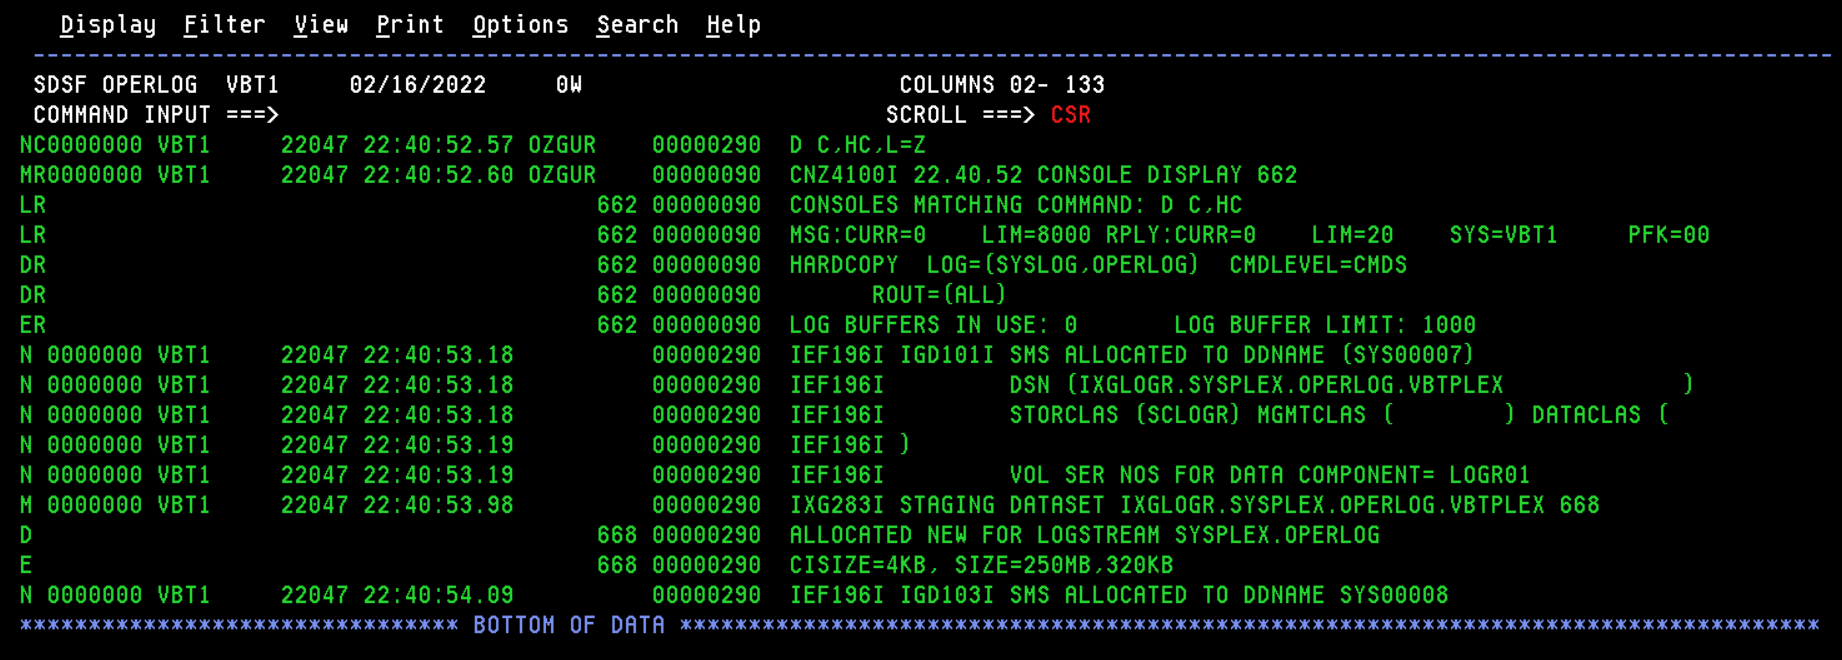 Display Filter View Print Options Search Help
--------------------------------------------------------------------------------------------------------------------------------
SDSF OPERLOG  VBT1     02/16/2022     0W                       COLUMNS 02- 133
COMMAND INPUT ===>                                            SCROLL ===> CSR
NC0000000 VBT1     22047 22:40:52.57 OZGUR    00000290  D C,HC,L=Z
MR0000000 VBT1     22047 22:40:52.60 OZGUR    00000090  CNZ4100I 22.40.52 CONSOLE DISPLAY 662
LR                                        662 00000090  CONSOLES MATCHING COMMAND: D C,HC
LR                                        662 00000090  MSG:CURR=0    LIM=8000 RPLY:CURR=0    LIM=20    SYS=VBT1     PFK=00
DR                                        662 00000090  HARDCOPY  LOG=(SYSLOG,OPERLOG)  CMDLEVEL=CMDS
DR                                        662 00000090        ROUT=(ALL)
ER                                        662 00000090  LOG BUFFERS IN USE: 0       LOG BUFFER LIMIT: 1000
N 0000000 VBT1     22047 22:40:53.18          00000290  IEF196I IGD101I SMS ALLOCATED TO DDNAME (SYS00007)
N 0000000 VBT1     22047 22:40:53.18          00000290  IEF196I         DSN (IXGLOGR.SYSPLEX.OPERLOG.VBTPLEX             )
N 0000000 VBT1     22047 22:40:53.18          00000290  IEF196I         STORCLAS (SCLOGR) MGMTCLAS (        ) DATACLAS (
N 0000000 VBT1     22047 22:40:53.19          00000290  IEF196I )
N 0000000 VBT1     22047 22:40:53.19          00000290  IEF196I         VOL SER NOS FOR DATA COMPONENT= LOGR01
M 0000000 VBT1     22047 22:40:53.98          00000290  IXG283I STAGING DATASET IXGLOGR.SYSPLEX.OPERLOG.VBTPLEX 668
D                                         668 00000290  ALLOCATED NEW FOR LOGSTREAM SYSPLEX.OPERLOG
E                                         668 00000290  CISIZE=4KB, SIZE=250MB,320KB
N 0000000 VBT1     22047 22:40:54.09          00000290  IEF196I IGD103I SMS ALLOCATED TO DDNAME SYS00008
******************************** BOTTOM OF DATA ***********************************************************************************